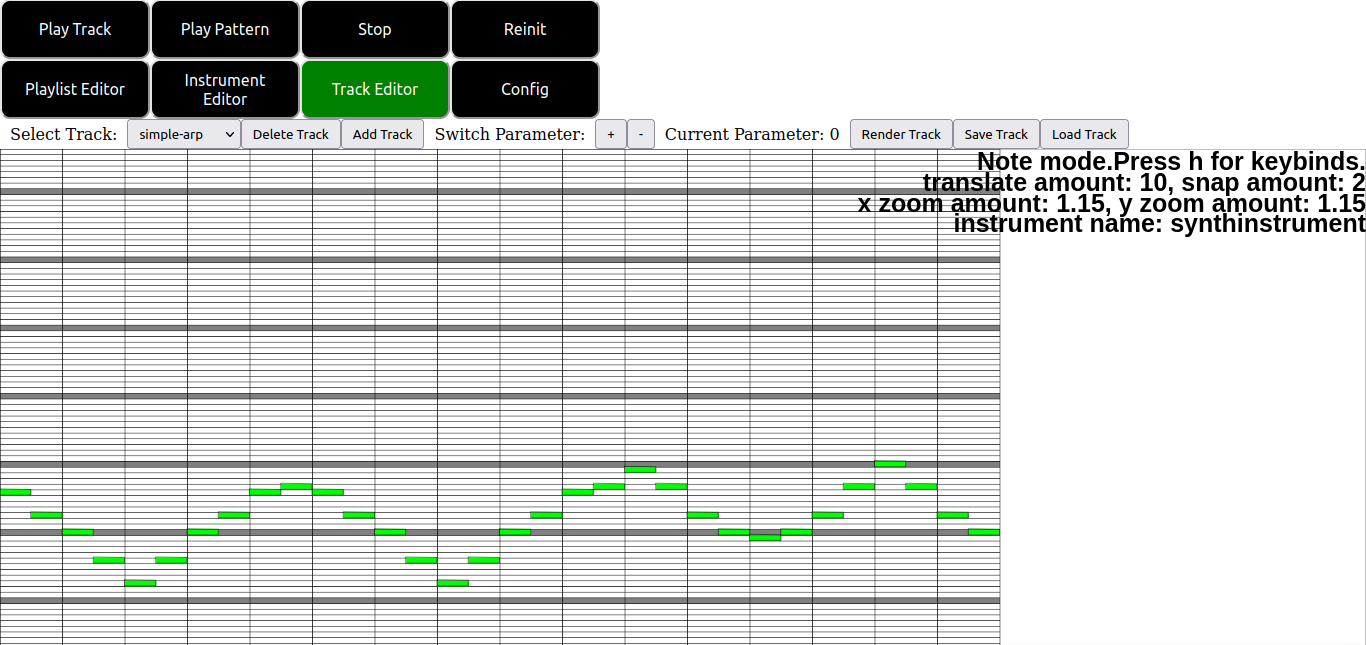 Play Track Play Pattern Stop Reinit
Playlist Editor Instrument Editor Track Editor Config
Select Track: simple-arp Delete Track Add Track Switch Parameter: + - Current Parameter: 0 Render Track Save Track Load Track
Note mode.Press h for keybinds.
translate amount: 10, snap amount: 2
x zoom amount: 1.15, y zoom amount: 1.15
instrument name: synthinstrument